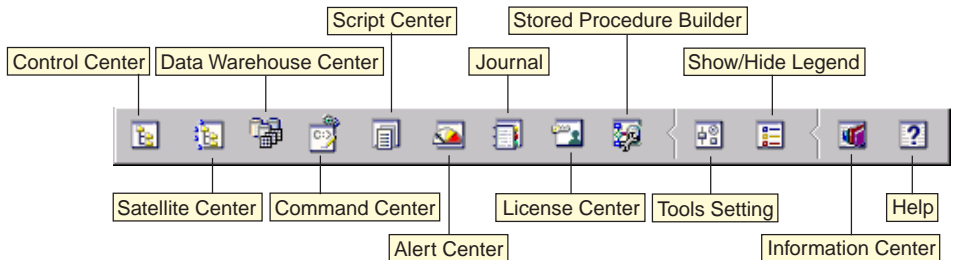 Script Center
Stored Procedure Builder
Control Center
Data Warehouse Center
Journal
Show/Hide Legend
C:>
?
Satellite Center
Command Center
License Center
Tools Setting
Help
Alert Center
Information Center